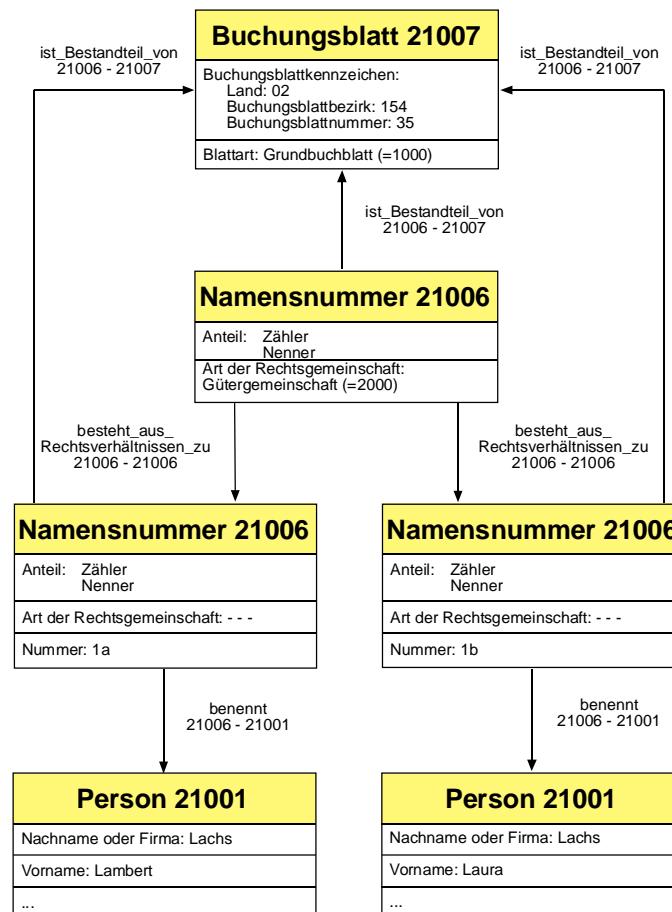 Buchungsblatt 21007
ist_Bestandteil_von
21006 - 21007
ist_Bestandteil_von
21006 - 21007
Buchungsblattkennzeichen:
Land: 02
Buchungsblattbezirk: 154
Buchungsblattnummer: 35
Blattart: Grundbuchblatt (=1000)
ist_Bestandteil_von
21006 - 21007
Namensnummer 21006
Anteil: Zähler
Nenner
Art der Rechtsgemeinschaft:
Gütergemeinschaft (=2000)
besteht_aus_
Rechtsverhältnissen_zu
21006 - 21006
besteht_aus_
Rechtsverhältnissen_zu
21006 - 21006
Namensnummer 21006
Anteil: Zähler
Nenner
Art der Rechtsgemeinschaft: - - -
Nummer: 1a
Namensnummer 21006
Anteil: Zähler
Nenner
Art der Rechtsgemeinschaft: - - -
Nummer: 1b
benennt
21006 - 21001
benennt
21006 - 21001
Person 21001
Nachname oder Firma: Lachs
Vorname: Lambert
...
Person 21001
Nachname oder Firma: Lachs
Vorname: Laura
...